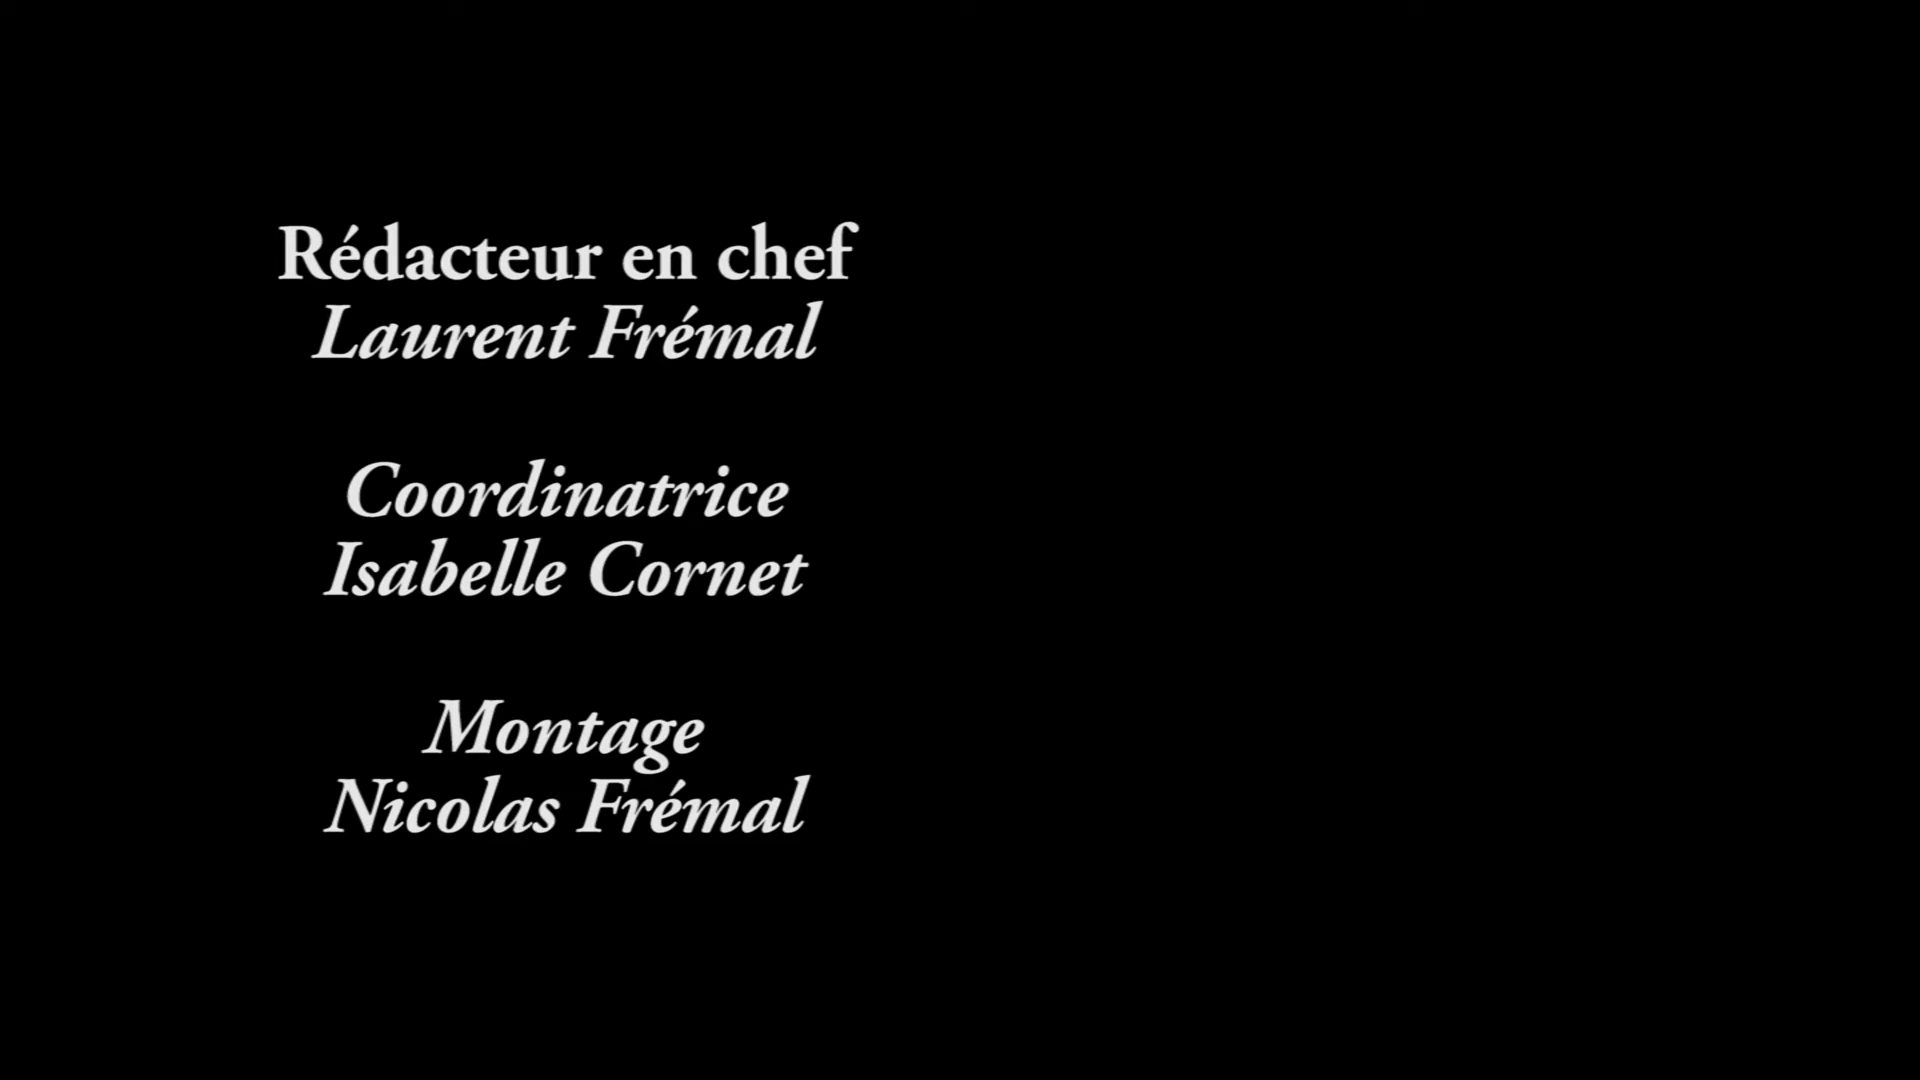 Rédacteur en chef
Laurent Frémal
Coordinatrice
Isabelle Cornet
Montage
Nicolas Frémal